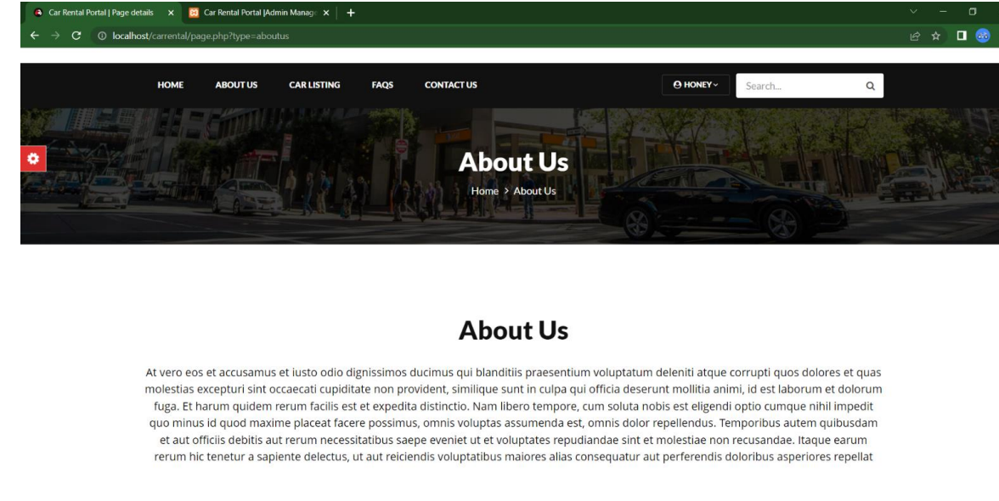 Car Rental Portal | Page details
Car Rental Portal |Admin Manage
localhost/carrental/page.php?type=aboutus
HOME ABOUT US CAR LISTING FAQS CONTACT US HONEY Search...
About Us
Home > About Us
About Us
At vero eos et accusamus et iusto odio dignissimos ducimus qui blanditiis praesentium voluptatum deleniti atque corrupti quos dolores et quas
molestias excepturi sint occaecati cupiditate non provident, similique sunt in culpa qui officia deserunt mollitia animi, id est laborum et dolorum
fuga. Et harum quidem rerum facilis est et expedita distinctio. Nam libero tempore, cum soluta nobis est eligendi optio cumque nihil impedit
quo minus id quod maxime placeat facere possimus, omnis voluptas assumenda est, omnis dolor repellendus. Temporibus autem quibusdam
et aut officiis debitis aut rerum necessitatibus saepe eveniet ut et voluptates repudiandae sint et molestiae non recusandae. Itaque earum
rerum hic tenetur a sapiente delectus, ut aut reiciendis voluptatibus maiores alias consequatur aut perferendis doloribus asperiores repellat